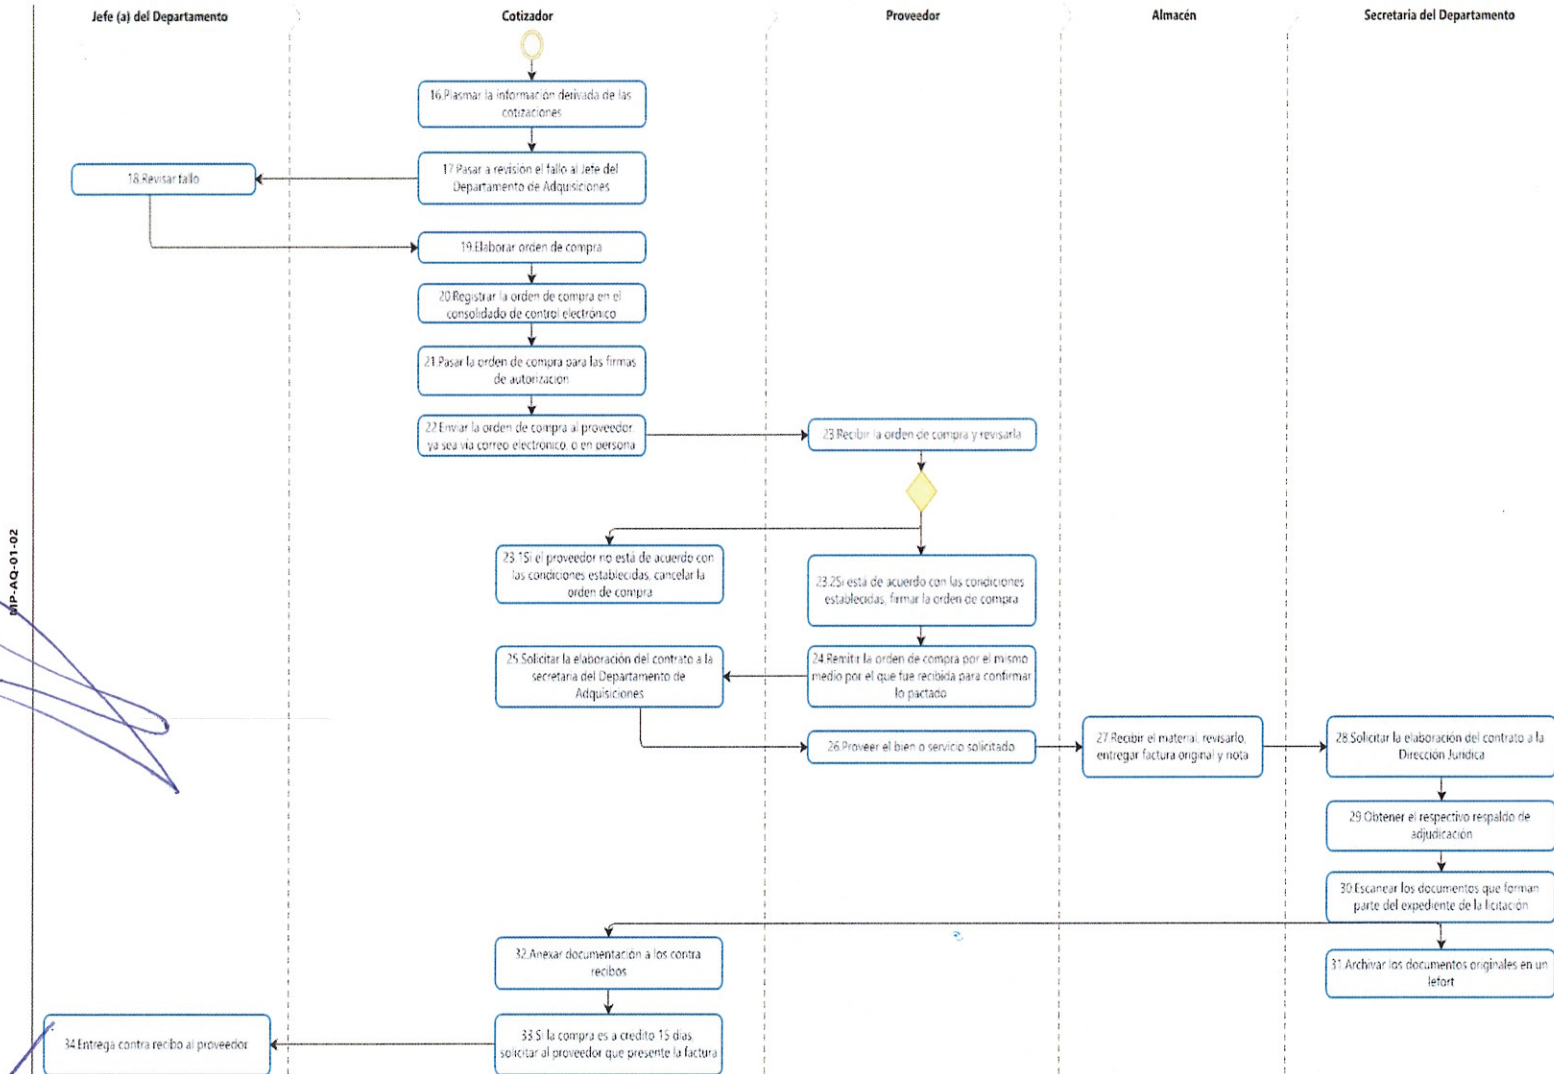 Jefe (a) del Departamento
Cotizador
Proveedor
Almacén
Secretaria del Departamento
16.Plasmar la información derivada de las
cotizaciones
17.Pasar a revisión el fallo al Jefe del
Departamento de Adquisiciones
18.Revisar fallo
19.Elaborar orden de compra
20.Registrar la orden de compra en el
consolidado de control electrónico
21.Pasar la orden de compra para las firmas
de autorización
22.Enviar la orden de compra al proveedor
ya sea vía correo electrónico, o en persona
23.Recibir la orden de compra y revisarla
23.1Si el proveedor no está de acuerdo con
las condiciones establecidas, cancelar la
orden de compra
23.2Si está de acuerdo con las condiciones
establecidas, firmar la orden de compra
MP-AQ-01-02
25.Solicitar la elaboración del contrato a la
secretaria del Departamento de
Adquisiciones
24.Remitir la orden de compra por el mismo
medio por el que fue recibida para confirmar
lo pactado
26.Proveer el bien o servicio solicitado
27.Recibir el material, revisarlo,
entregar factura original y nota
28.Solicitar la elaboración del contrato a la
Dirección Jurídica
29.Obtener el respectivo respaldo de
adjudicación
30.Escanear los documentos que forman
parte del expediente de la licitación
32.Anexar documentación a los contra
recibos
31.Archivar los documentos originales en un
lefort
34.Entrega contra recibo al proveedor
33.Si la compra es a crédito 15 días,
solicitar al proveedor que presente la factura